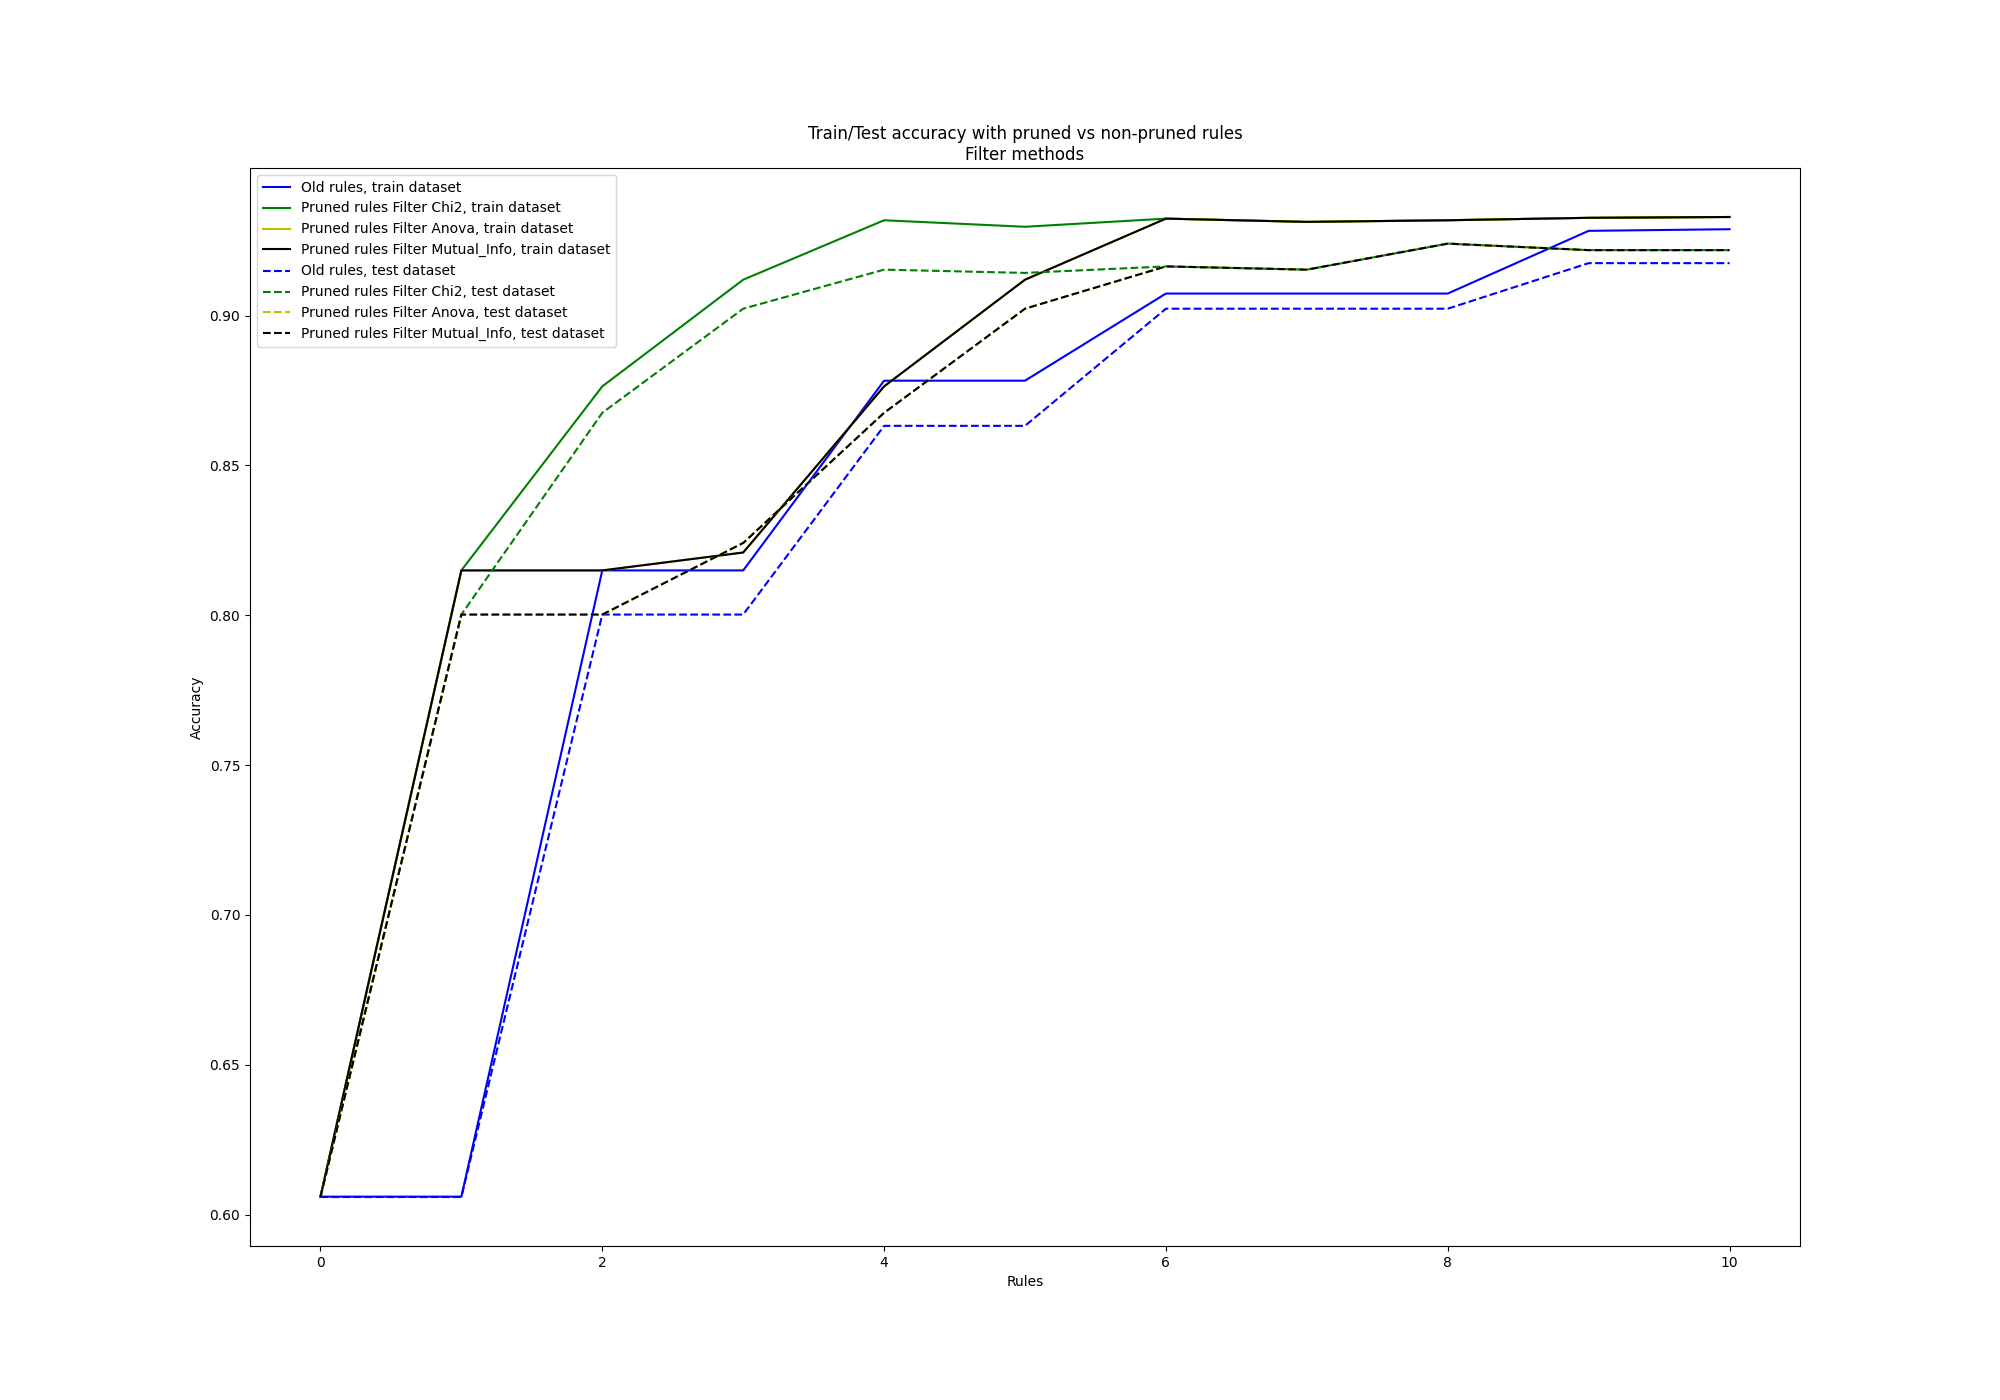 Train/Test accuracy with pruned vs non-pruned rules
Filter methods
Old rules, train dataset
Pruned rules Filter Chi2, train dataset
Pruned rules Filter Anova, train dataset
Pruned rules Filter Mutual_Info, train dataset
Old rules, test dataset
Pruned rules Filter Chi2, test dataset
Pruned rules Filter Anova, test dataset
Pruned rules Filter Mutual_Info, test dataset
0.90
0.85
0.80
0.75
0.70
0.65
0.60
Accuracy
0 2 4 6 8 10
Rules